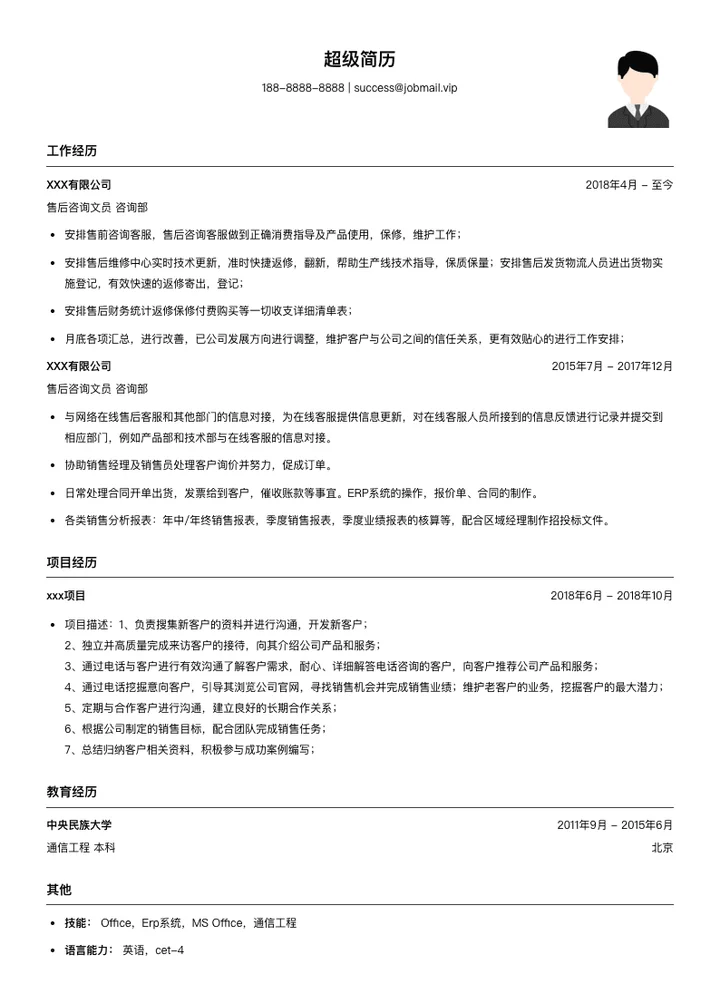 超级简历
188-8888-8888 | success@jobmail.vip
工作经历
XXX有限公司 2018年4月 - 至今
售后咨询文员 咨询部
• 安排售前咨询客服，售后咨询客服做到正确消费指导及产品使用，保修，维护工作；
• 安排售后维修中心实时技术更新，准时快捷返修，翻新，帮助生产线技术指导，保质保量；安排售后发货物流人员进出货物实
施登记，有效快速的返修寄出，登记；
• 安排售后财务统计返修保修付费购买等一切收支详细清单表；
• 月底各项汇总，进行改善，已公司发展方向进行调整，维护客户与公司之间的信任关系，更有效贴心的进行工作安排；
XXX有限公司 2015年7月 - 2017年12月
售后咨询文员 咨询部
• 与网络在线售后客服和其他部门的信息对接，为在线客服提供信息更新，对在线客服人员所接到的信息反馈进行记录并提交到
相应部门，例如产品部和技术部与在线客服的信息对接。
• 协助销售经理及销售员处理客户询价并努力，促成订单。
• 日常处理合同开单出货，发票给到客户，催收账款等事宜。ERP系统的操作，报价单、合同的制作。
• 各类销售分析报表：年中/年终销售报表，季度销售报表，季度业绩报表的核算等，配合区域经理制作招投标文件。
项目经历
xxx项目 2018年6月 - 2018年10月
• 项目描述：1、负责搜集新客户的资料并进行沟通，开发新客户；
2、独立并高质量完成来访客户的接待，向其介绍公司产品和服务；
3、通过电话与客户进行有效沟通了解客户需求，耐心、详细解答电话咨询的客户，向客户推荐公司产品和服务；
4、通过电话挖掘意向客户，引导其浏览公司官网，寻找销售机会并完成销售业绩；维护老客户的业务，挖掘客户的最大潜力；
5、定期与合作客户进行沟通，建立良好的长期合作关系；
6、根据公司制定的销售目标，配合团队完成销售任务；
7、总结归纳客户相关资料，积极参与成功案例编写；
教育经历
中央民族大学 2011年9月 - 2015年6月
通信工程 本科 北京
其他
• 技能： Office，Erp系统，MS Office，通信工程
• 语言能力： 英语，cet-4